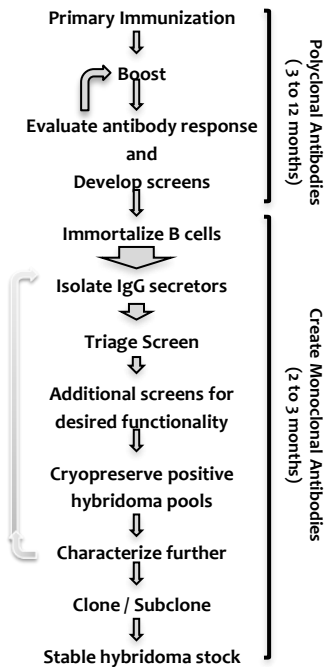 Primary Immunization
Boost
Evaluate antibody response
and
Develop screens
Polyclonal Antibodies
( 3 to 12 months)
Immortalize B cells
Isolate IgG secretors
Triage Screen
Additional screens for
desired functionality
Cryopreserve positive
hybridoma pools
Characterize further
Clone / Subclone
Stable hybridoma stock
Create Monoclonal Antibodies
(2 to 3 months)